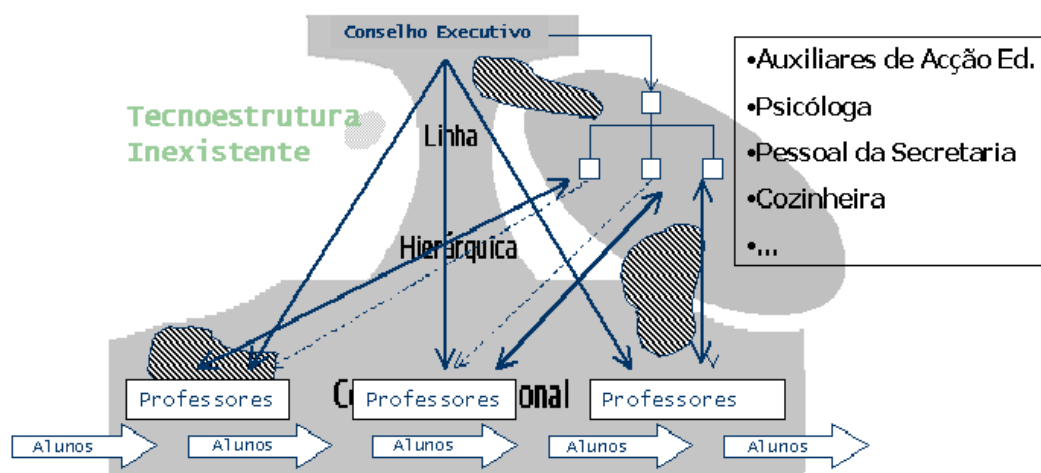 Conselho Executivo
•Auxiliares de Acção Ed.
•Psicóloga
•Pessoal da Secretaria
•Cozinheira
•...
Tecnoestrutura
Inexistente
Linha
Hierárquica
Professores
Professores
Professores
Alunos
Alunos
Alunos
Alunos
Alunos